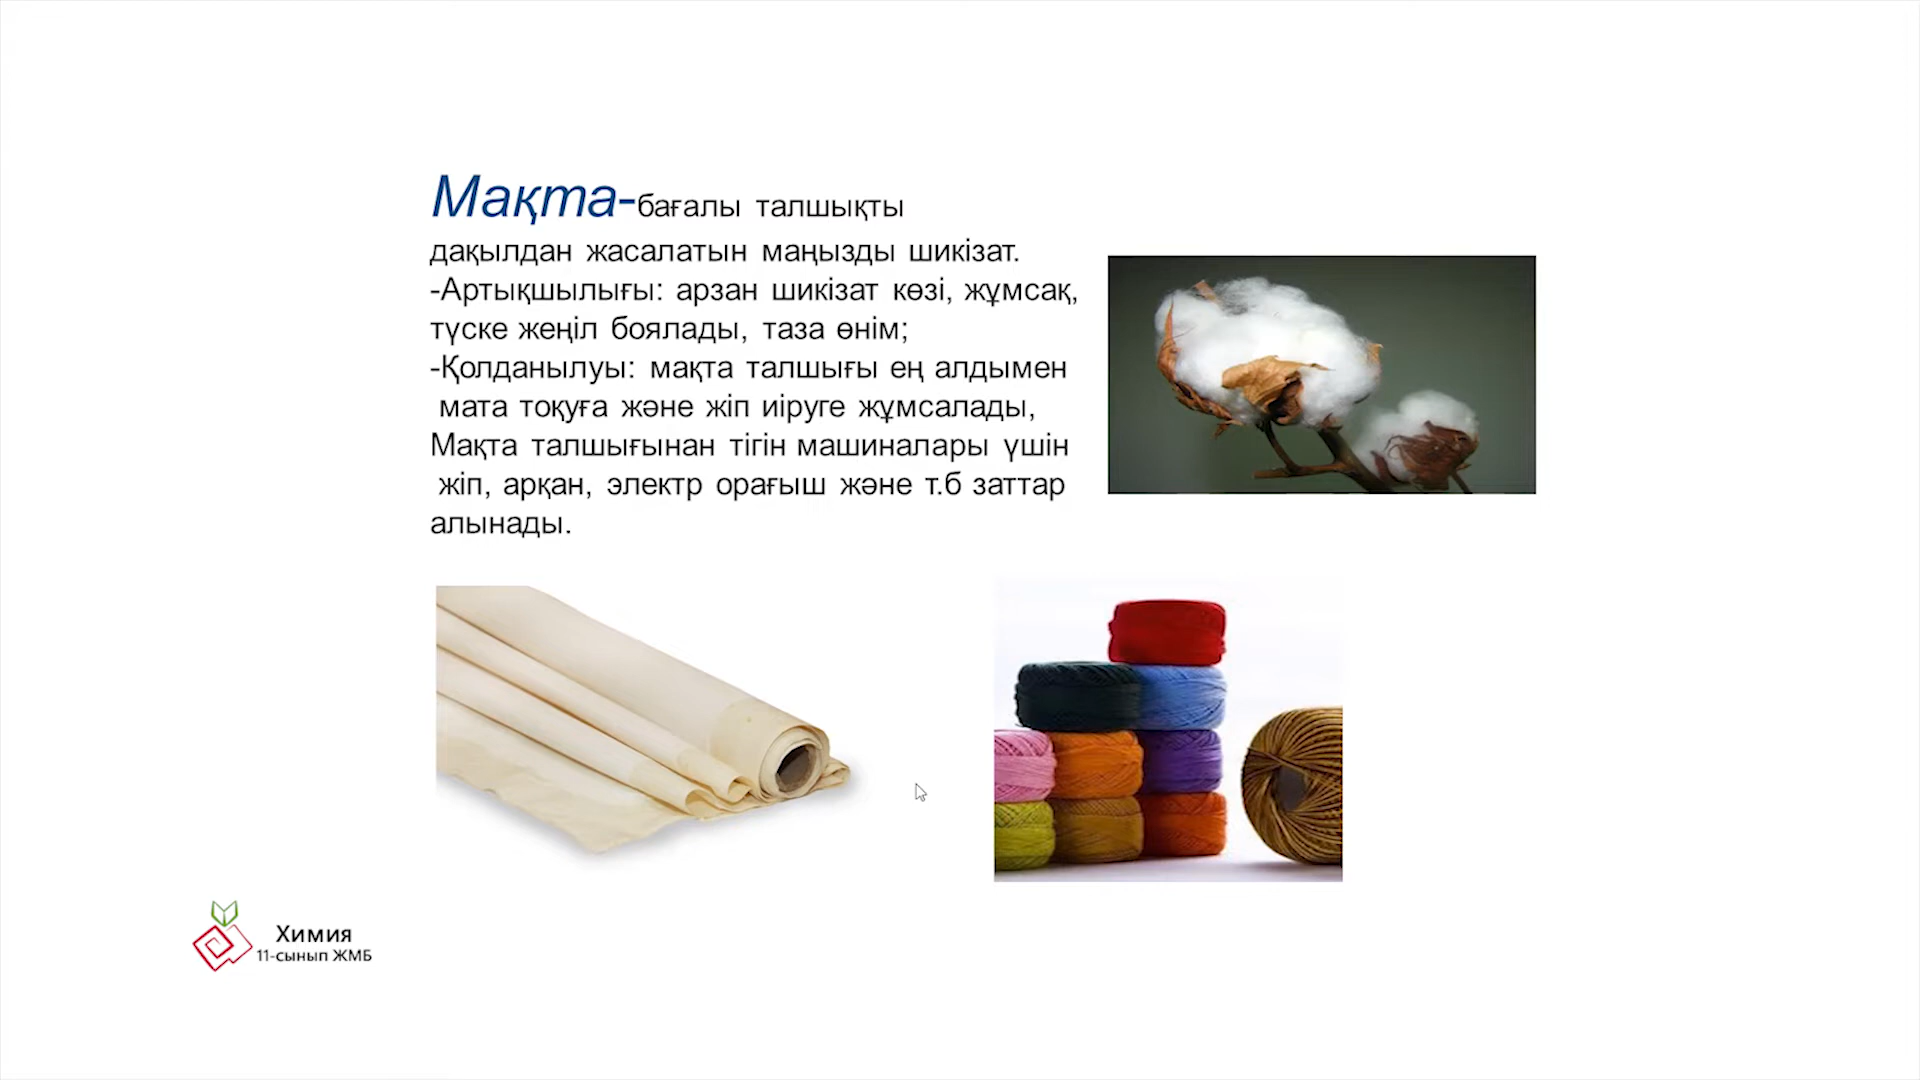 Мақта-бағалы талшықты
дақылдан жасалатын маңызды шикізат.
-Артықшылығы: арзан шикізат көзі, жұмсақ,
түске жеңіл боялады, таза өнім;
-Қолданылуы: мақта талшығы ең алдымен
мата тоқуға және жіп иіруге жұмсалады,
Мақта талшығынан тігін машиналары үшін
жіп, арқан, электр орағыш және т.б заттар
алынады.
Химия
11-сынып ЖМБ